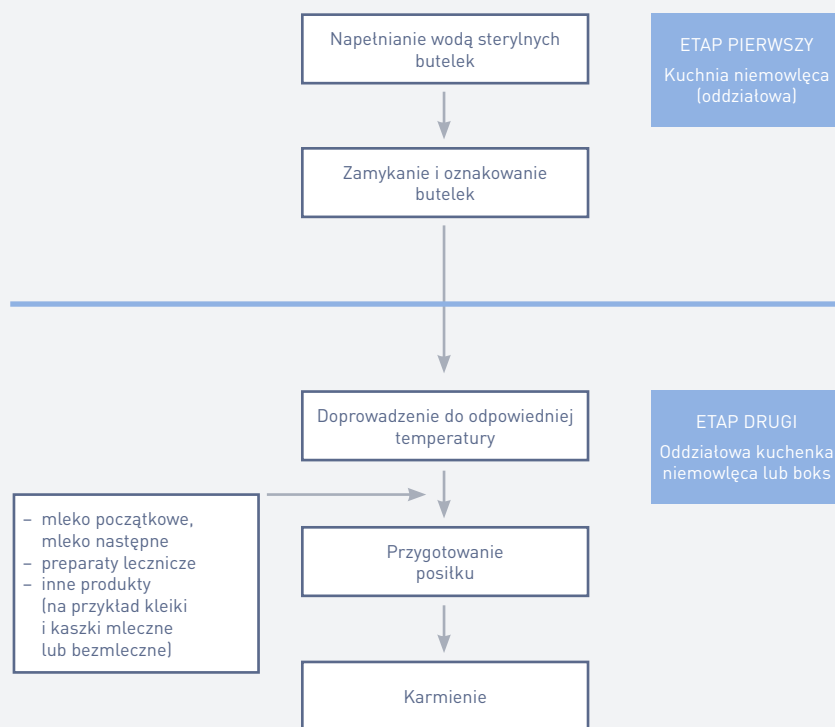 Napełnianie wodą sterylnych
butelek
ETAP PIERWSZY
Kuchnia niemowlęca
(oddziałowa)
Zamykanie i oznakowanie
butelek
Doprowadzenie do odpowiedniej
temperatury
ETAP DRUGI
Oddziałowa kuchenka
niemowlęca lub boks
– mleko początkowe,
mleko następne
– preparaty lecznicze
– inne produkty
(na przykład kleiki
i kaszki mleczne
lub bezmleczne)
Przygotowanie
posiłku
Karmienie